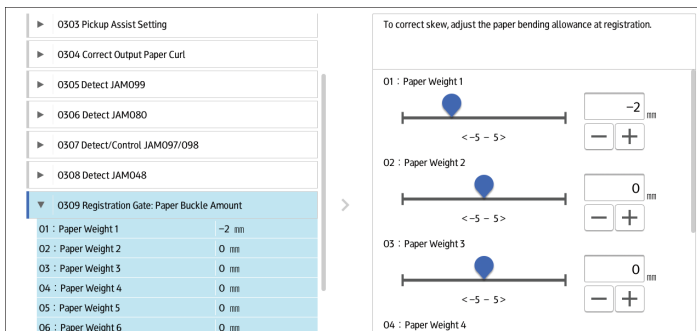 0303 Pickup Assist Setting
0304 Correct Output Paper Curl
0305 Detect JAM099
0306 Detect JAM080
0307 Detect/Control JAM097/098
0308 Detect JAM048
0309 Registration Gate: Paper Buckle Amount
01 : Paper Weight 1 -2 mm
02 : Paper Weight 2 0 mm
03 : Paper Weight 3 0 mm
04 : Paper Weight 4 0 mm
05 : Paper Weight 5 0 mm
06 : Paper Weight 6 0 mm
To correct skew, adjust the paper bending allowance at registration.
01 : Paper Weight 1
-2 mm
<-5 - 5>
02 : Paper Weight 2
0 mm
<-5 - 5>
03 : Paper Weight 3
0 mm
<-5 - 5>
04 : Paper Weight 4